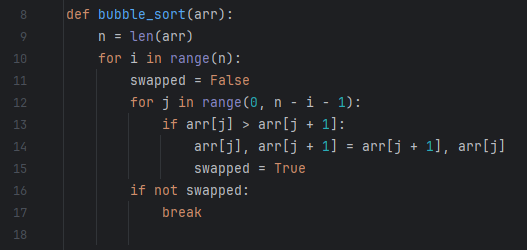 8 def bubble_sort(arr):
9     n = len(arr)
10     for i in range(n):
11         swapped = False
12         for j in range(0, n - i - 1):
13             if arr[j] > arr[j + 1]:
14                 arr[j], arr[j + 1] = arr[j + 1], arr[j]
15                 swapped = True
16         if not swapped:
17             break
18